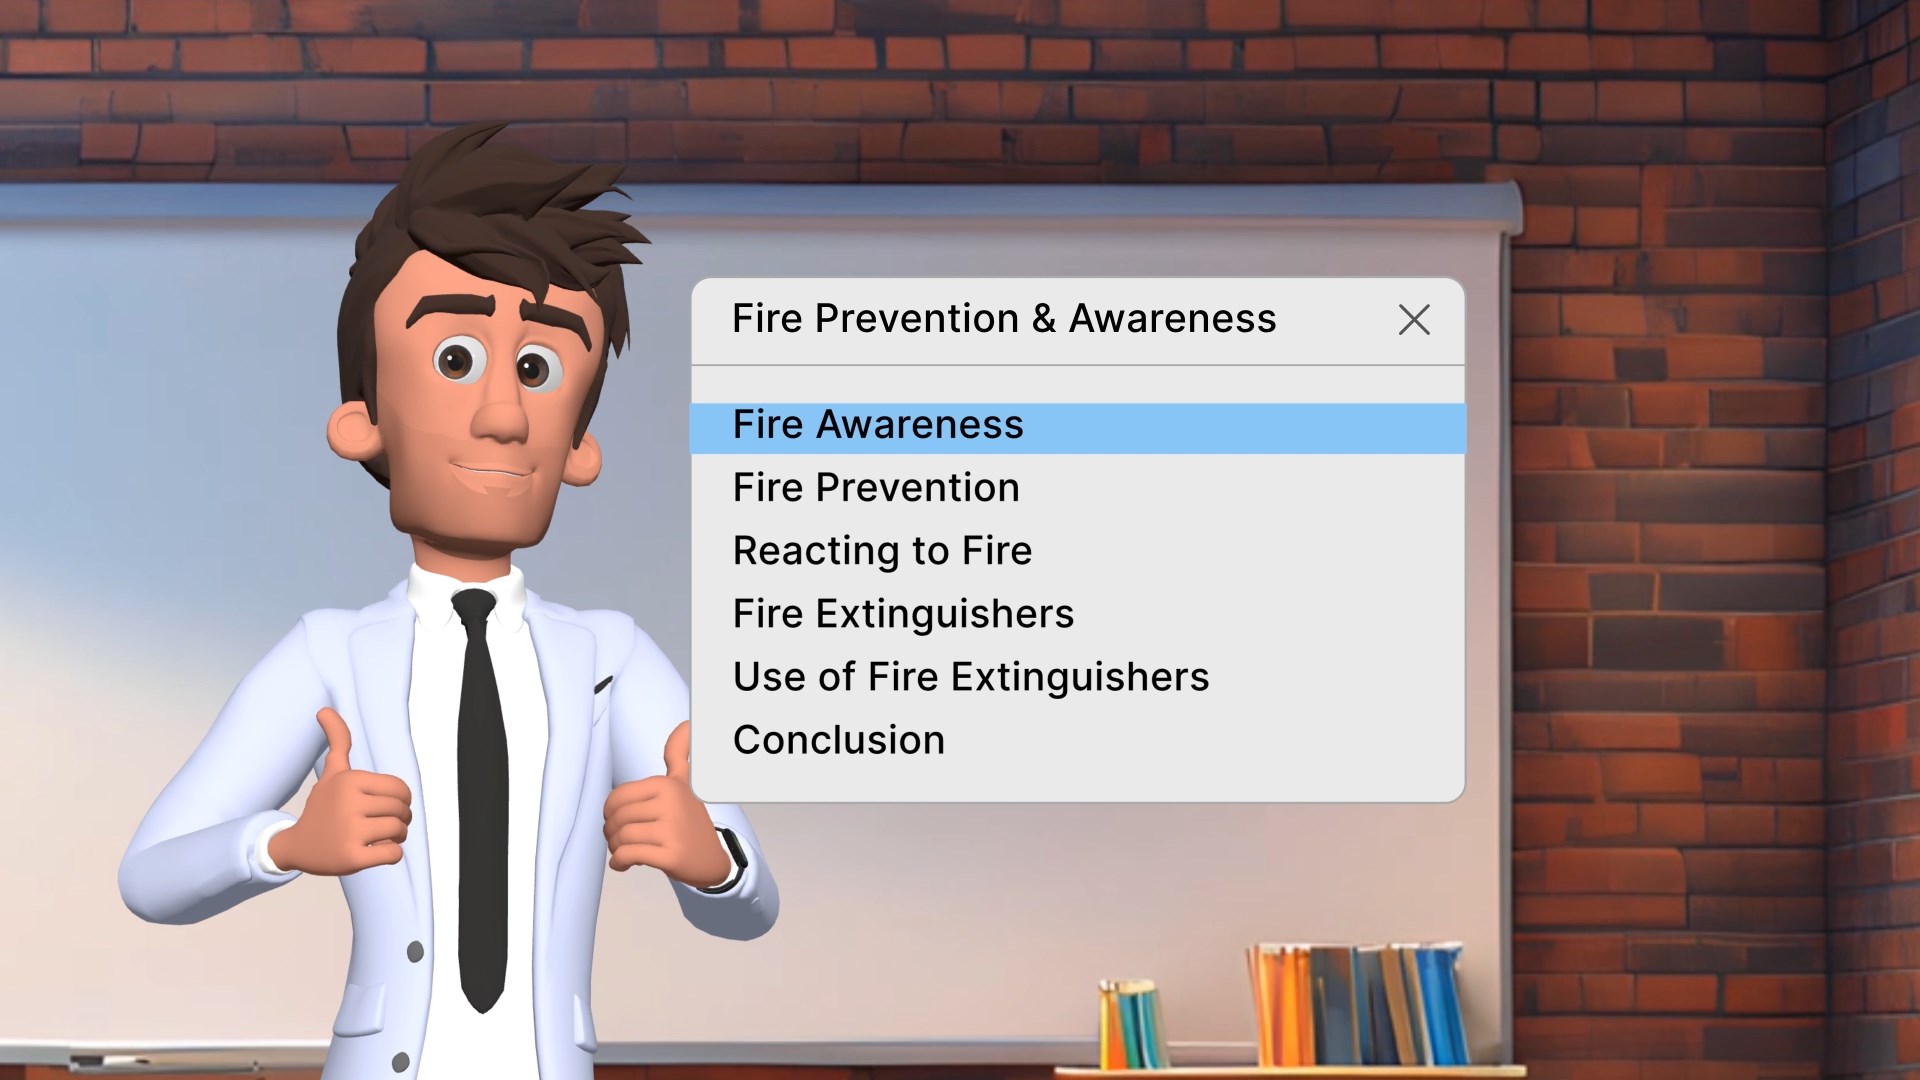 Fire Prevention & Awareness
Fire Awareness
Fire Prevention
Reacting to Fire
Fire Extinguishers
Use of Fire Extinguishers
Conclusion